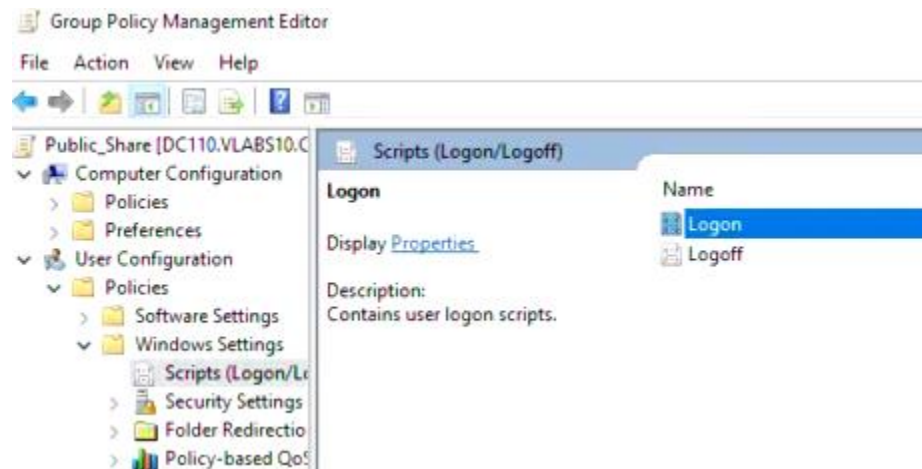 Group Policy Management Editor
File Action View Help
Public_Share [DC110.VLABS10.C
Computer Configuration
Policies
Preferences
User Configuration
Policies
Software Settings
Windows Settings
Scripts (Logon/Lo
Security Settings
Folder Redirectio
Policy-based QoS
Scripts (Logon/Logoff)
Logon
Display Properties
Description:
Contains user logon scripts.
Name
Logon
Logoff